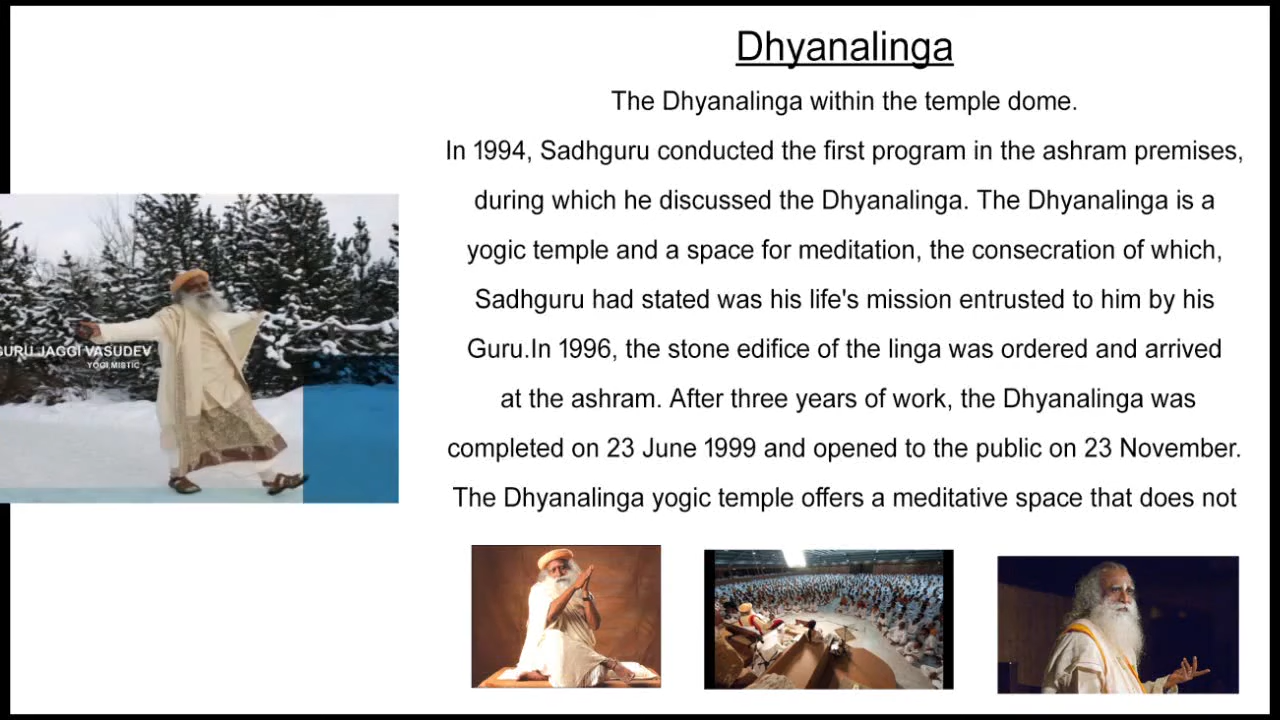 Dhyanalinga
The Dhyanalinga within the temple dome.
In 1994, Sadhguru conducted the first program in the ashram premises,
during which he discussed the Dhyanalinga. The Dhyanalinga is a
yogic temple and a space for meditation, the consecration of which,
Sadhguru had stated was his life's mission entrusted to him by his
Guru.In 1996, the stone edifice of the linga was ordered and arrived
at the ashram. After three years of work, the Dhyanalinga was
completed on 23 June 1999 and opened to the public on 23 November.
The Dhyanalinga yogic temple offers a meditative space that does not
GURU JAGGI VASUDEV
YOGI,MISTIC